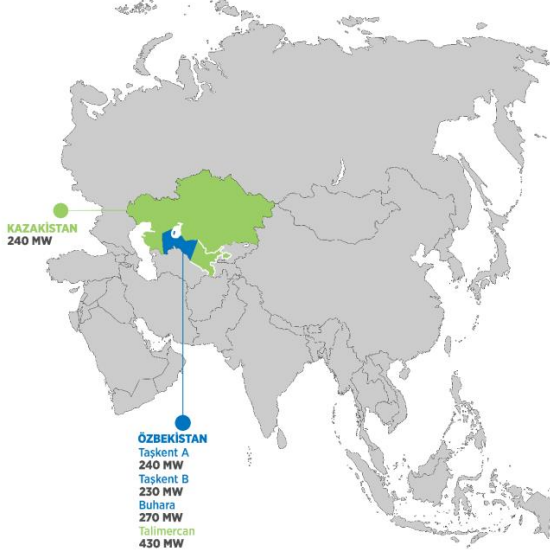 KAZAKİSTAN
240 MW
ÖZBEKİSTAN
Taşkent A
240 MW
Taşkent B
230 MW
Buhara
270 MW
Talimercan
430 MW